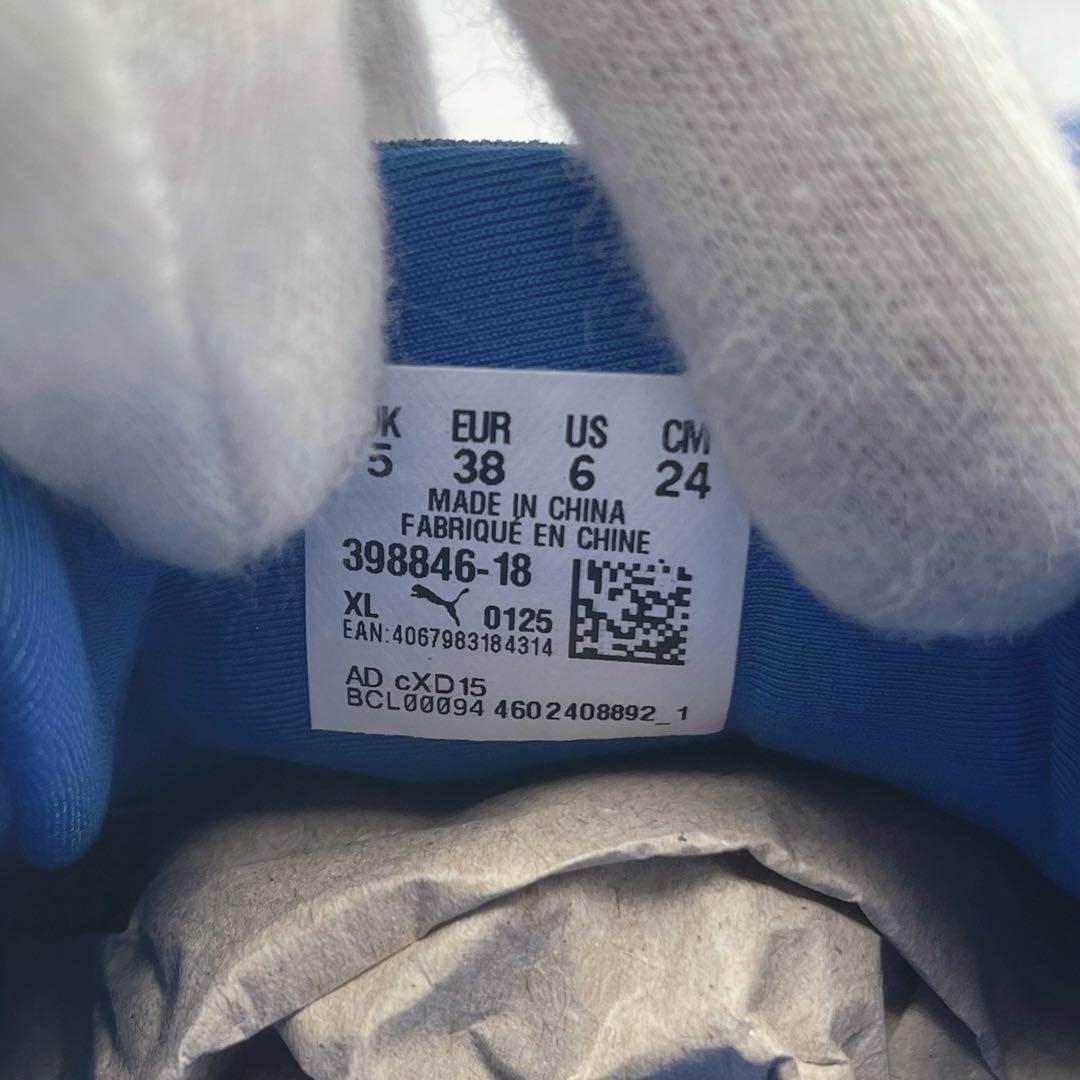 UK EUR US CM
5 38 6 24
MADE IN CHINA
FABRIQUÉ EN CHINE
398846-18
XL 0125
EAN:4067983184314
AD cXD15
BCL00094 4602408892_1